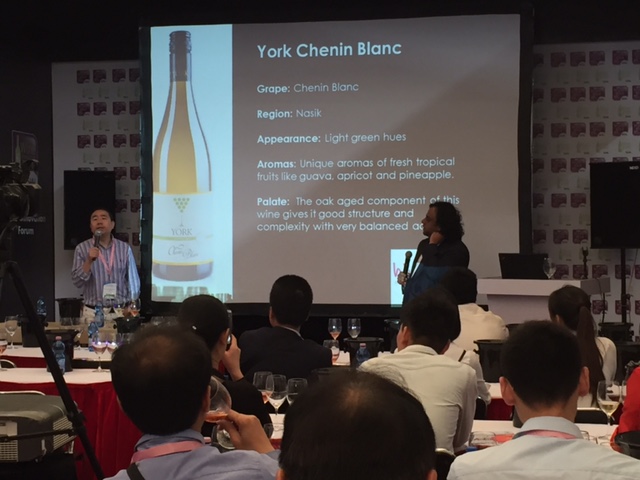 York Chenin Blanc
Grape: Chenin Blanc
Region: Nasik
Appearance: Light green hues
Aromas: Unique aromas of fresh tropical
fruits like guava, apricot and pineapple.
Palate: The oak aged component of this
wine gives it good structure and
complexity with very balanced
YORK
Forum